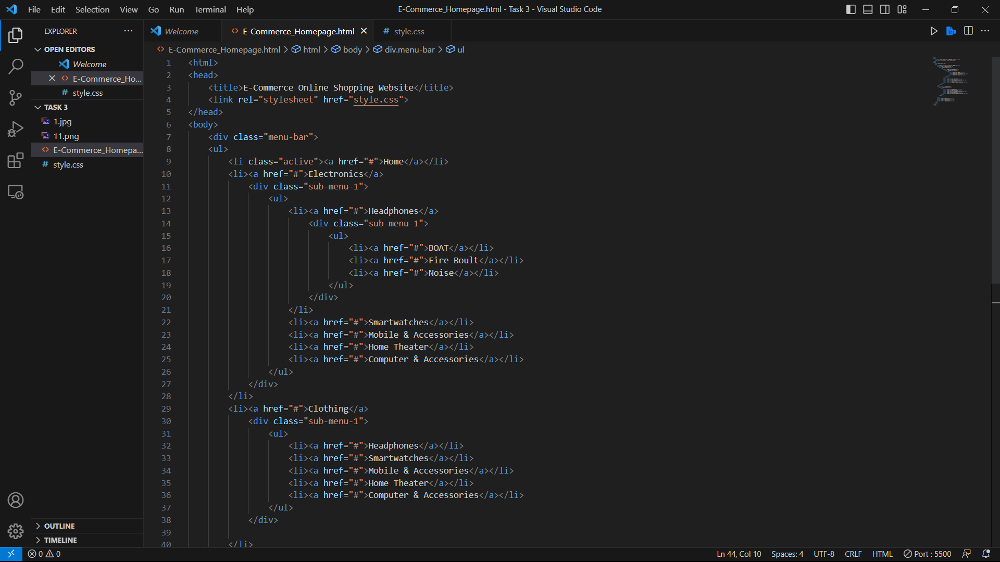 File Edit Selection View Go Run Terminal Help
E-Commerce_Homepage.html - Task 3 - Visual Studio Code
EXPLORER
OPEN EDITORS
Welcome
E-Commerce_Ho...
style.css
TASK 3
1.jpg
11.png
E-Commerce_Homepa...
style.css
OUTLINE
TIMELINE
Welcome
E-Commerce_Homepage.html
# style.css
E-Commerce_Homepage.html > html > body > div.menu-bar > ul
1 <html>
2 <head>
3 <title>E-Commerce Online Shopping Website</title>
4 <link rel="stylesheet" href="style.css">
5 </head>
6 <body>
7 <div class="menu-bar">
8 <ul>
9 <li class="active"><a href="#">Home</a></li>
10 <li><a href="#">Electronics</a>
11 <div class="sub-menu-1">
12 <ul>
13 <li><a href="#">Headphones</a>
14 <div class="sub-menu-1">
15 <ul>
16 <li><a href="#">BOAT</a></li>
17 <li><a href="#">Fire Boult</a></li>
18 <li><a href="#">Noise</a></li>
19 </ul>
20 </div>
21 </li>
22 <li><a href="#">Smartwatches</a></li>
23 <li><a href="#">Mobile & Accessories</a></li>
24 <li><a href="#">Home Theater</a></li>
25 <li><a href="#">Computer & Accessories</a></li>
26 </ul>
27 </div>
28 </li>
29 <li><a href="#">Clothing</a>
30 <div class="sub-menu-1">
31 <ul>
32 <li><a href="#">Headphones</a></li>
33 <li><a href="#">Smartwatches</a></li>
34 <li><a href="#">Mobile & Accessories</a></li>
35 <li><a href="#">Home Theater</a></li>
36 <li><a href="#">Computer & Accessories</a></li>
37 </ul>
38 </div>
39
40 </li>
0 0
Ln 44, Col 10 Spaces: 4 UTF-8 CRLF HTML Port : 5500